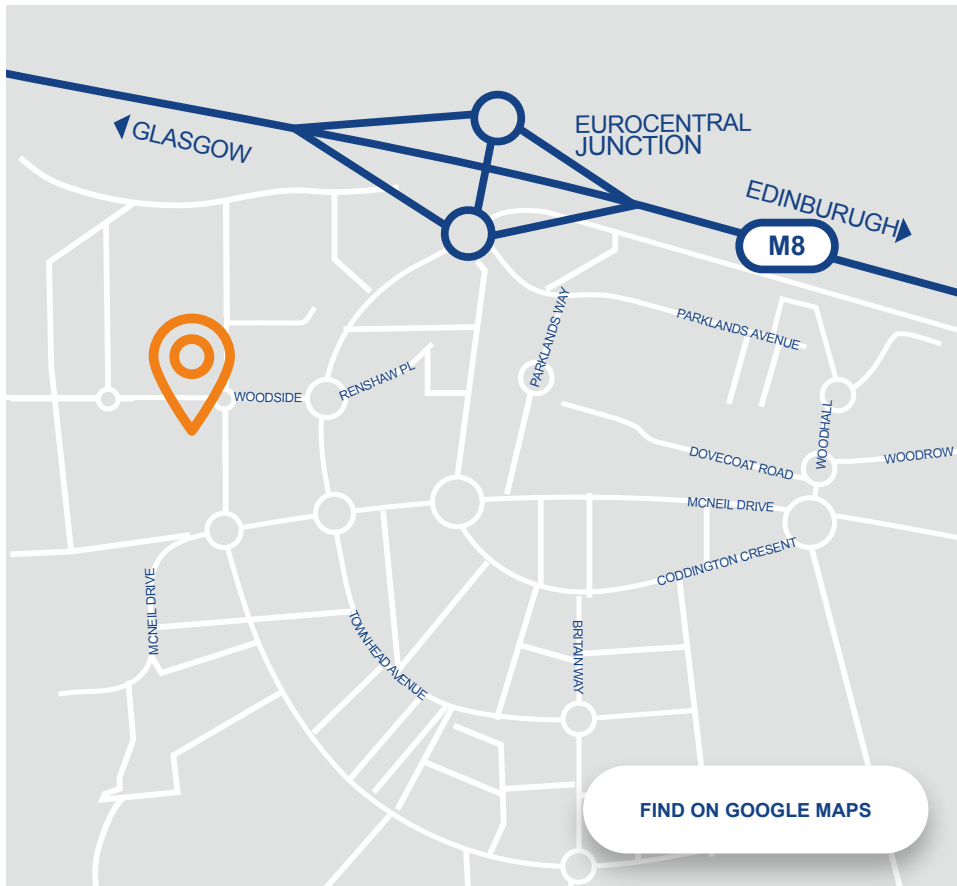 GLASGOW
EUROCENTRAL
JUNCTION
EDINBURUGH
M8
PARKLANDS WAY
PARKLANDS AVENUE
RENSHAW PL
WOODSIDE
WOODHALL
DOVECOAT ROAD
WOODROW
MCNEIL DRIVE
CODDINGTON CRESENT
MCNEIL DRIVE
TOWNHEAD AVENUE
BRITAIN WAY
FIND ON GOOGLE MAPS